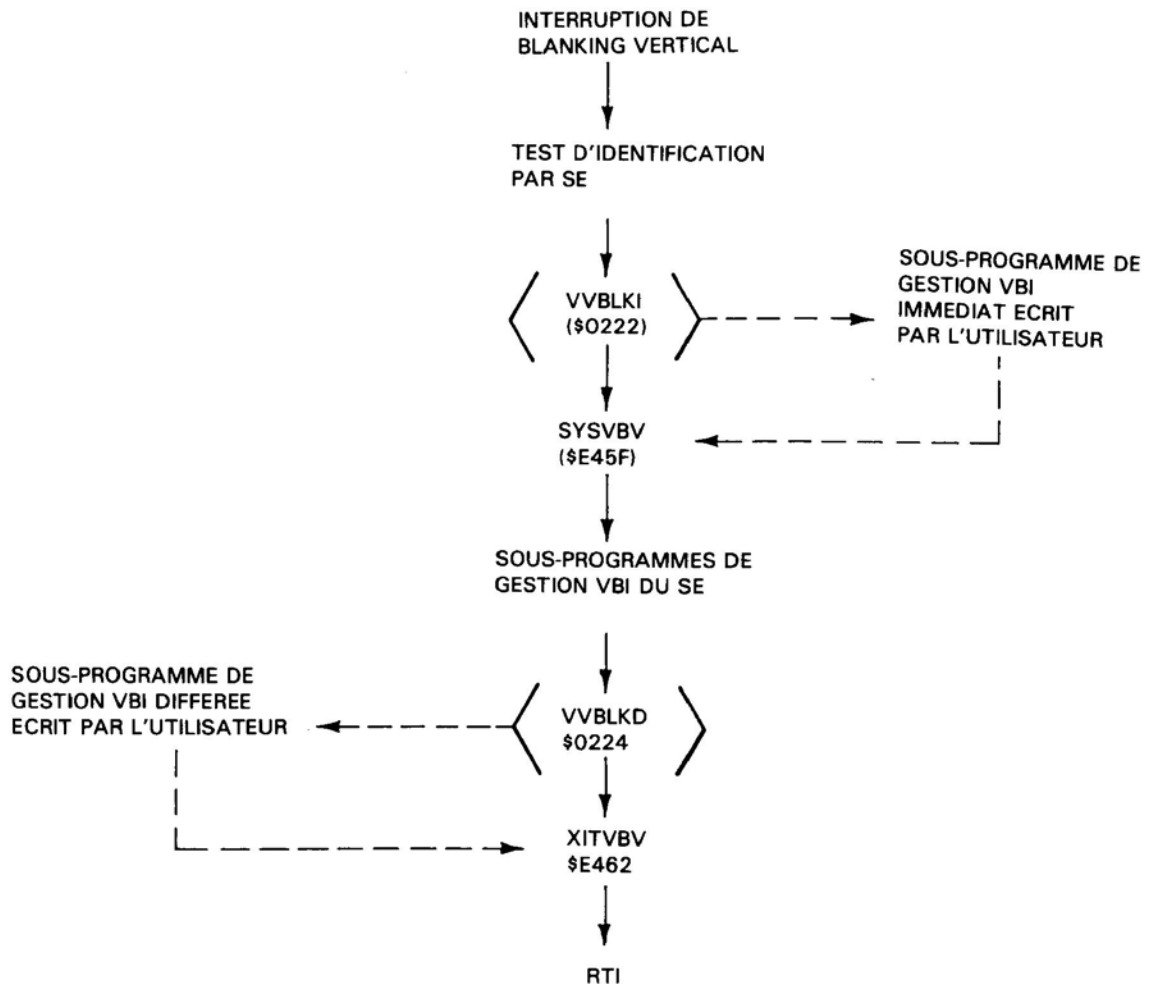 INTERRUPTION DE
BLANKING VERTICAL
TEST D'IDENTIFICATION
PAR SE
VVBLKI
($0222)
SOUS-PROGRAMME DE
GESTION VBI
IMMEDIAT ECRIT
PAR L'UTILISATEUR
SYSVBV
($E45F)
SOUS-PROGRAMMES DE
GESTION VBI DU SE
SOUS-PROGRAMME DE
GESTION VBI DIFFEREE
ECRIT PAR L'UTILISATEUR
VVBLKD
$0224
XITVBV
$E462
RTI